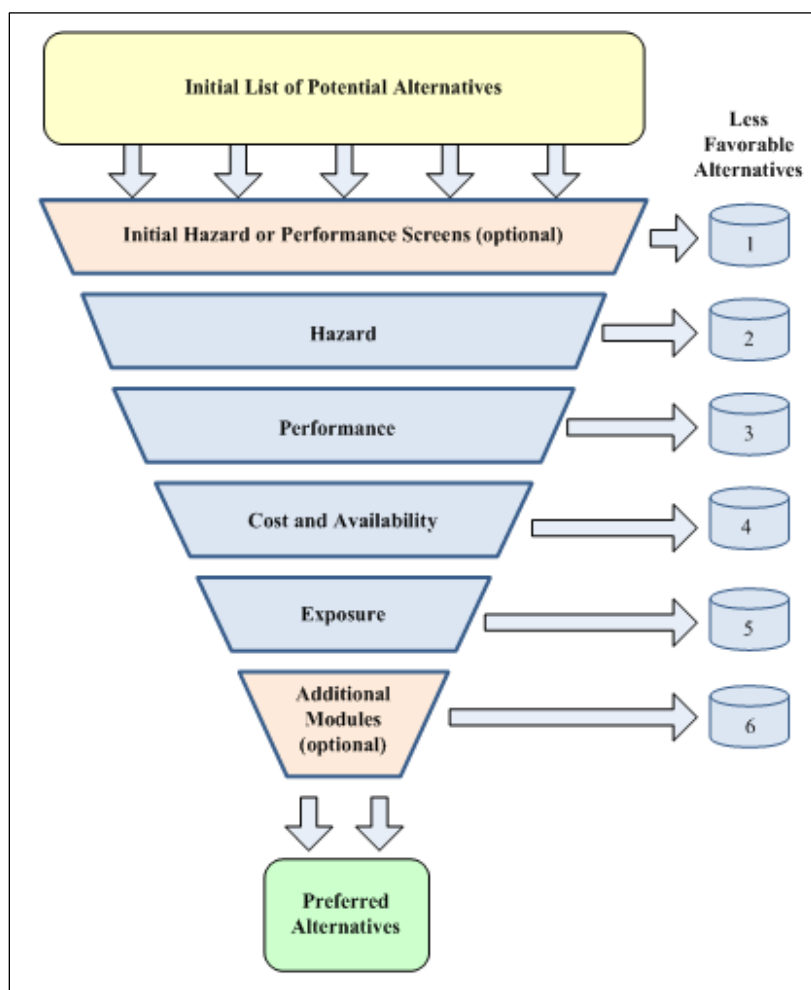 Initial List of Potential Alternatives
Less
Favorable
Alternatives
Initial Hazard or Performance Screens (optional)
1
Hazard
2
Performance
3
Cost and Availability
4
Exposure
5
Additional
Modules
(optional)
6
Preferred
Alternatives